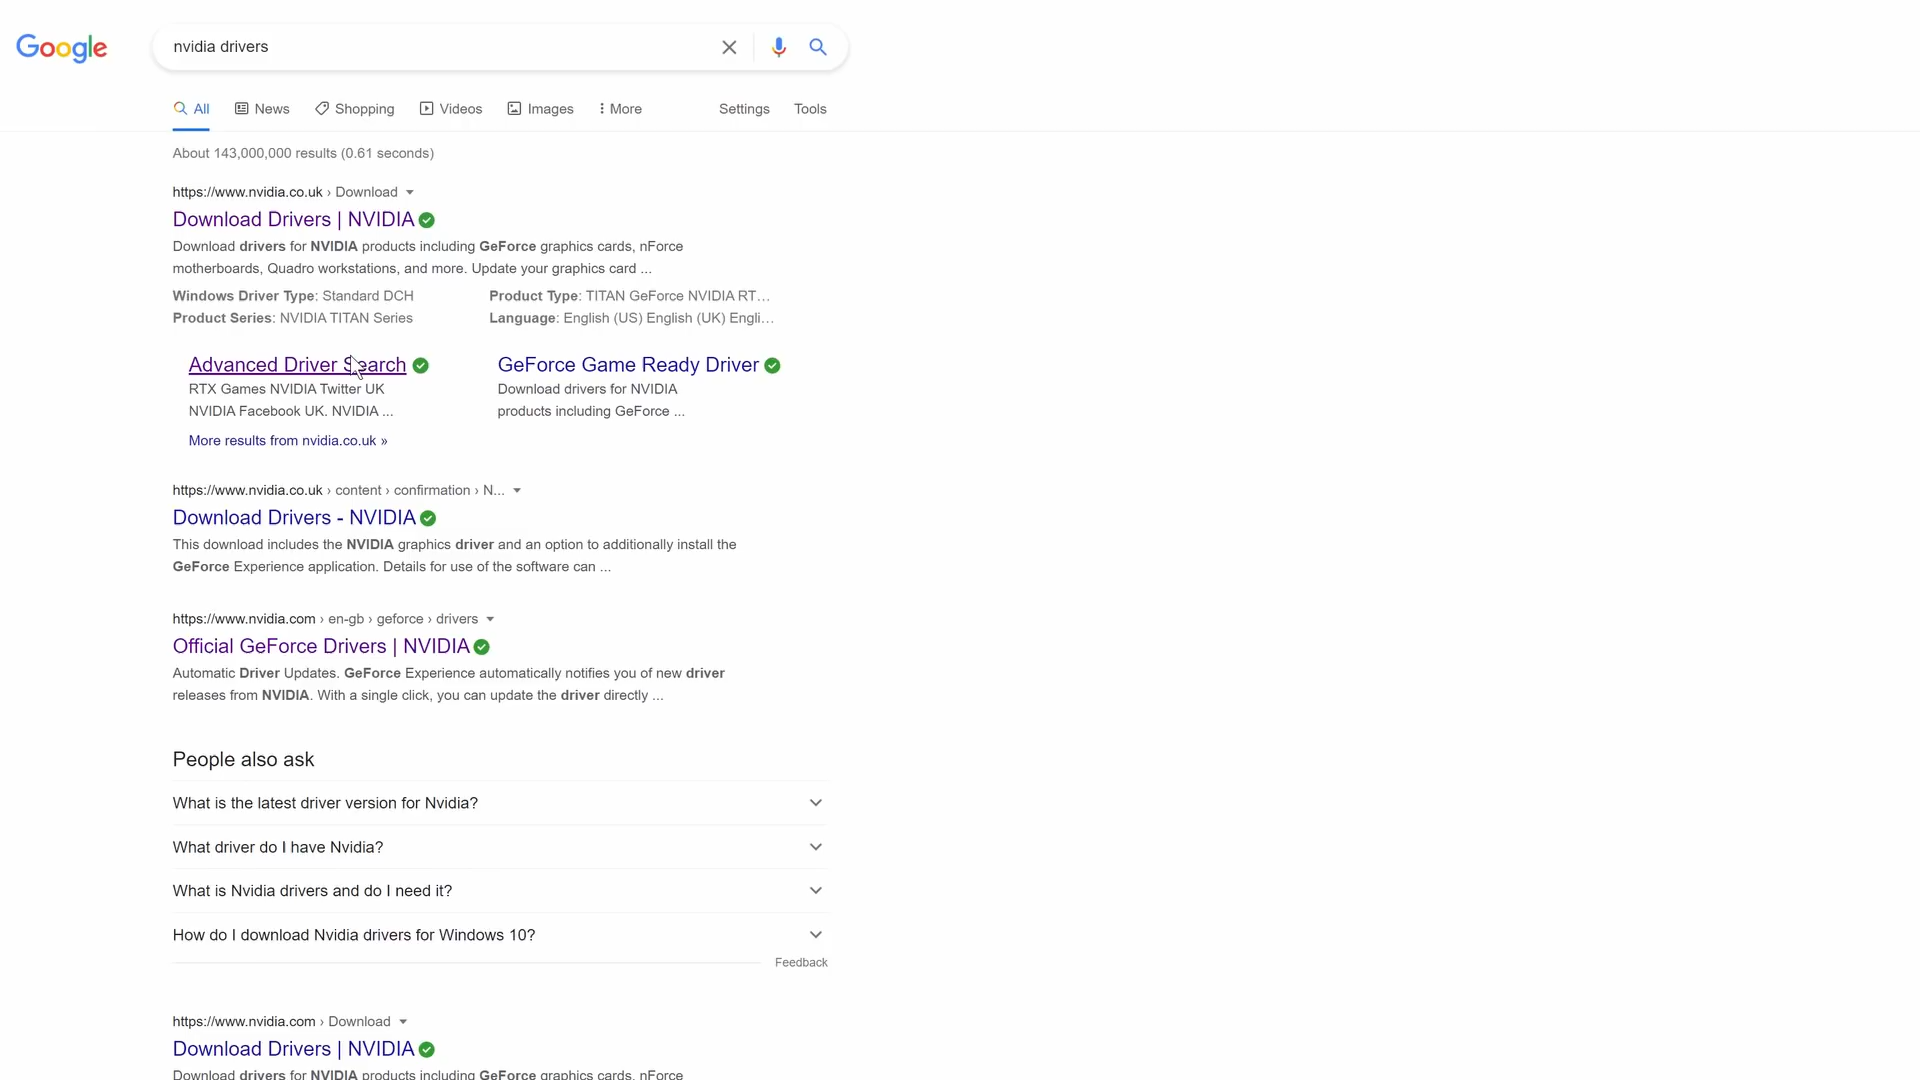 Google
nvidia drivers
All News Shopping Videos Images More Settings Tools
About 143,000,000 results (0.61 seconds)
https://www.nvidia.co.uk › Download
Download Drivers | NVIDIA
Download drivers for NVIDIA products including GeForce graphics cards, nForce
motherboards, Quadro workstations, and more. Update your graphics card ...
Windows Driver Type: Standard DCH Product Type: TITAN GeForce NVIDIA RT...
Product Series: NVIDIA TITAN Series Language: English (US) English (UK) Engli...
Advanced Driver Search GeForce Game Ready Driver
RTX Games NVIDIA Twitter UK Download drivers for NVIDIA
NVIDIA Facebook UK. NVIDIA ... products including GeForce ...
More results from nvidia.co.uk »
https://www.nvidia.co.uk › content › confirmation › N...
Download Drivers - NVIDIA
This download includes the NVIDIA graphics driver and an option to additionally install the
GeForce Experience application. Details for use of the software can ...
https://www.nvidia.com › en-gb › geforce › drivers
Official GeForce Drivers | NVIDIA
Automatic Driver Updates. GeForce Experience automatically notifies you of new driver
releases from NVIDIA. With a single click, you can update the driver directly ...
People also ask
What is the latest driver version for Nvidia?
What driver do I have Nvidia?
What is Nvidia drivers and do I need it?
How do I download Nvidia drivers for Windows 10?
Feedback
https://www.nvidia.com › Download
Download Drivers | NVIDIA
Download drivers for NVIDIA products including GeForce graphics cards, nForce